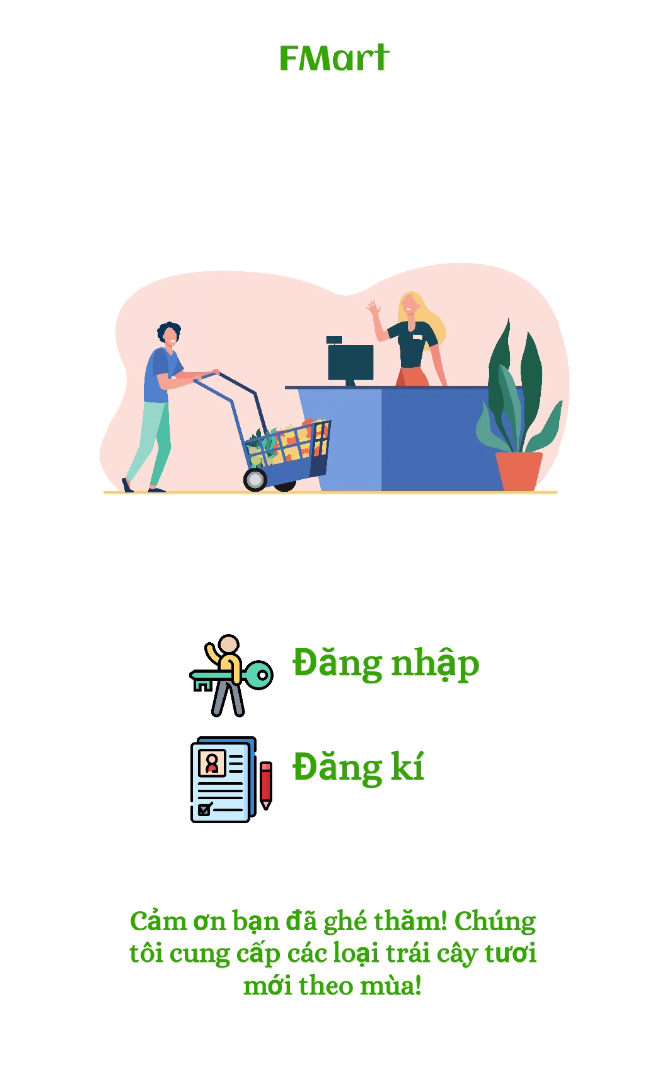 FMart
Đăng nhập
Đăng kí
Cảm ơn bạn đã ghé thăm! Chúng
tôi cung cấp các loại trái cây tươi
mới theo mùa!